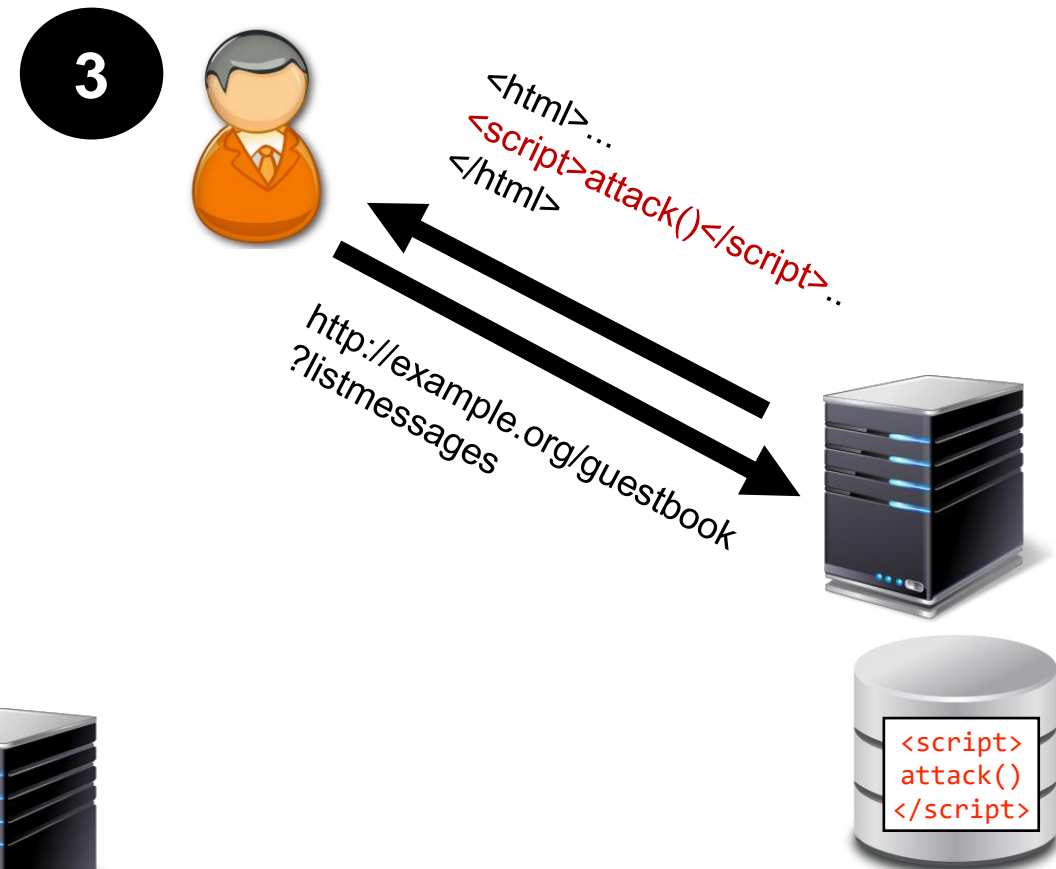 3
<html>...
<script>attack()</script>..
</html>
http://example.org/guestbook
?listmessages
<script>
attack()
</script>